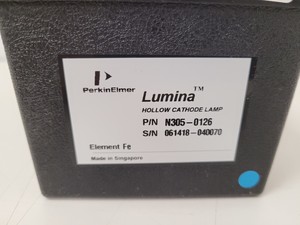 PerkinElmer
Lumina™
HOLLOW CATHODE LAMP
P/N N305-0126
S/N 061418-040070
Element Fe
Made in Singapore